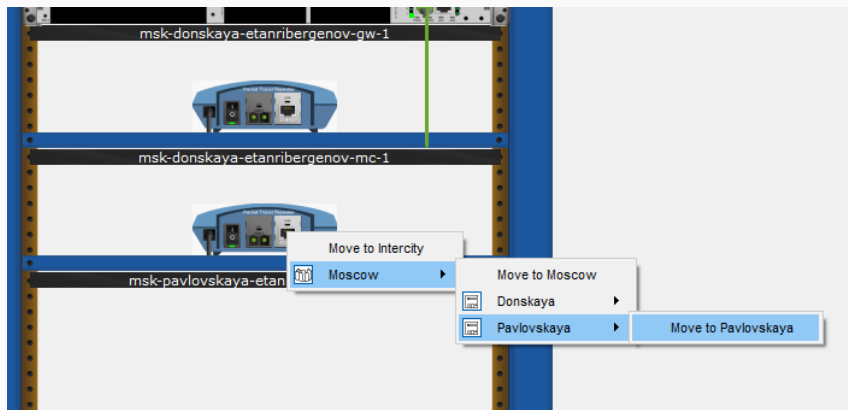 msk-donskaya-etanribergenov-gw-1
msk-donskaya-etanribergenov-mc-1
Move to Intercity
Moscow
msk-pavlovskaya-etan
Move to Moscow
Donskaya
Pavlovskaya
Move to Pavlovskaya